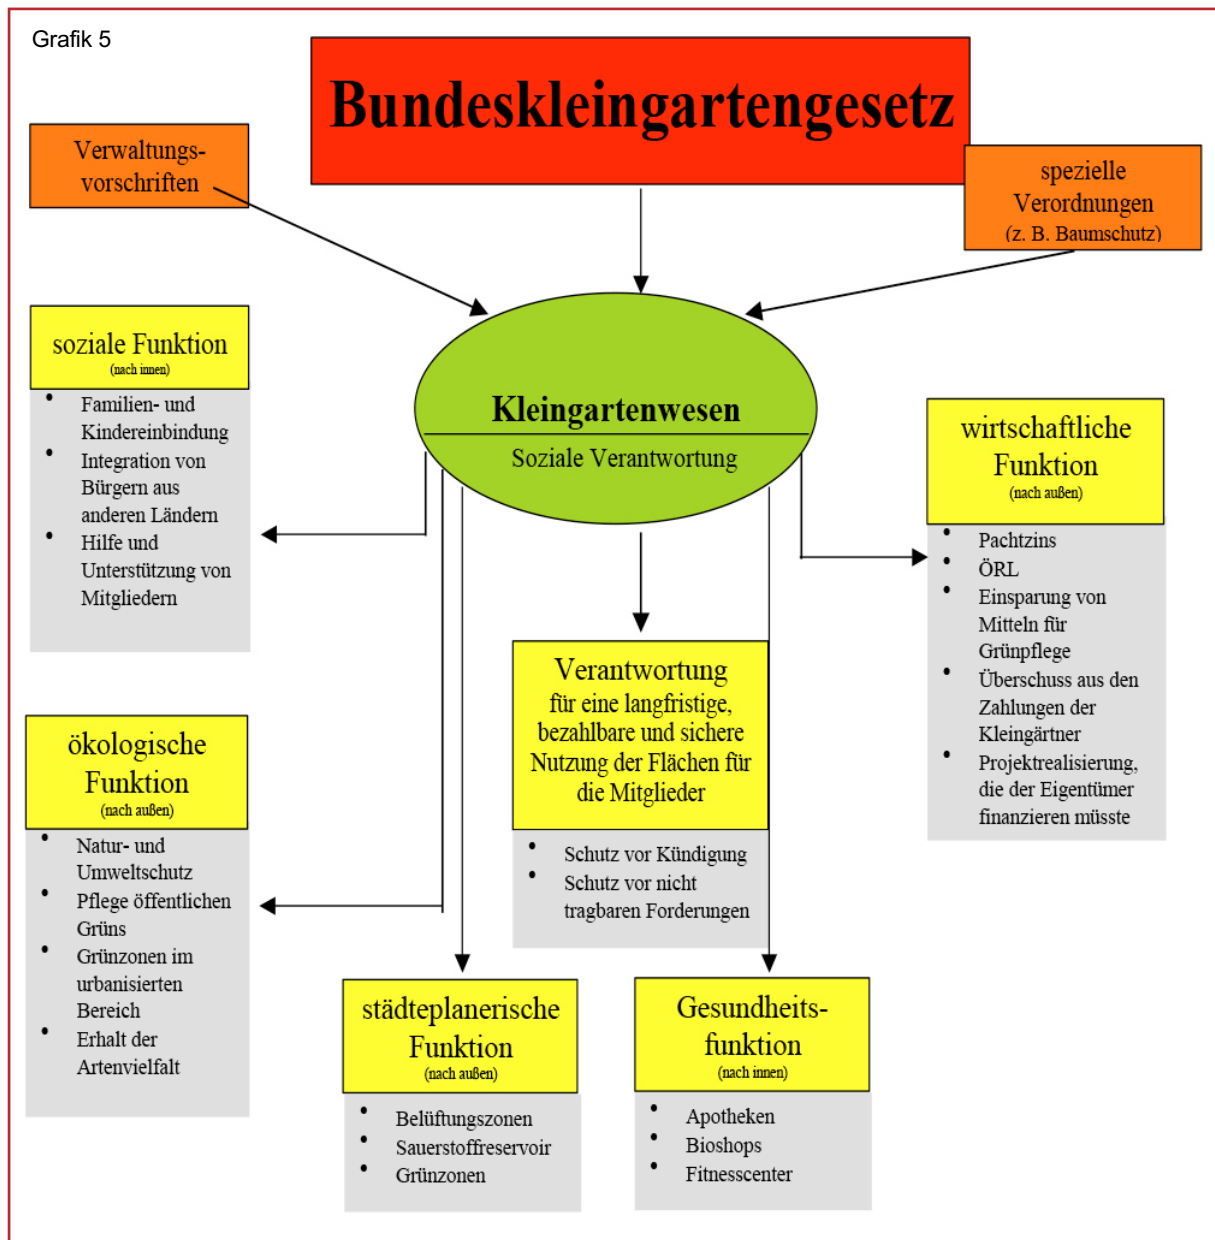 Grafik 5
Bundeskleingartengesetz
Verwaltungs-
vorschriften
spezielle
Verordnungen
(z. B. Baumschutz)
Kleingartenwesen
Soziale Verantwortung
soziale Funktion
(nach innen)
• Familien- und
Kindereinbindung
• Integration von
Bürgern aus
anderen Ländern
• Hilfe und
Unterstützung von
Mitgliedern
wirtschaftliche
Funktion
(nach außen)
• Pachtzins
• ÖRL
• Einsparung von
Mitteln für
Grünpflege
• Überschuss aus den
Zahlungen der
Kleingärtner
• Projektrealisierung,
die der Eigentümer
finanzieren müsste
Verantwortung
für eine langfristige,
bezahlbare und sichere
Nutzung der Flächen für
die Mitglieder
• Schutz vor Kündigung
• Schutz vor nicht
tragbaren Forderungen
ökologische
Funktion
(nach außen)
• Natur- und
Umweltschutz
• Pflege öffentlichen
Grüns
• Grünzonen im
urbanisierten
Bereich
• Erhalt der
Artenvielfalt
städteplanerische
Funktion
(nach außen)
• Belüftungszonen
• Sauerstoffreservoir
• Grünzonen
Gesundheits-
funktion
(nach innen)
• Apotheken
• Bioshops
• Fitnesscenter